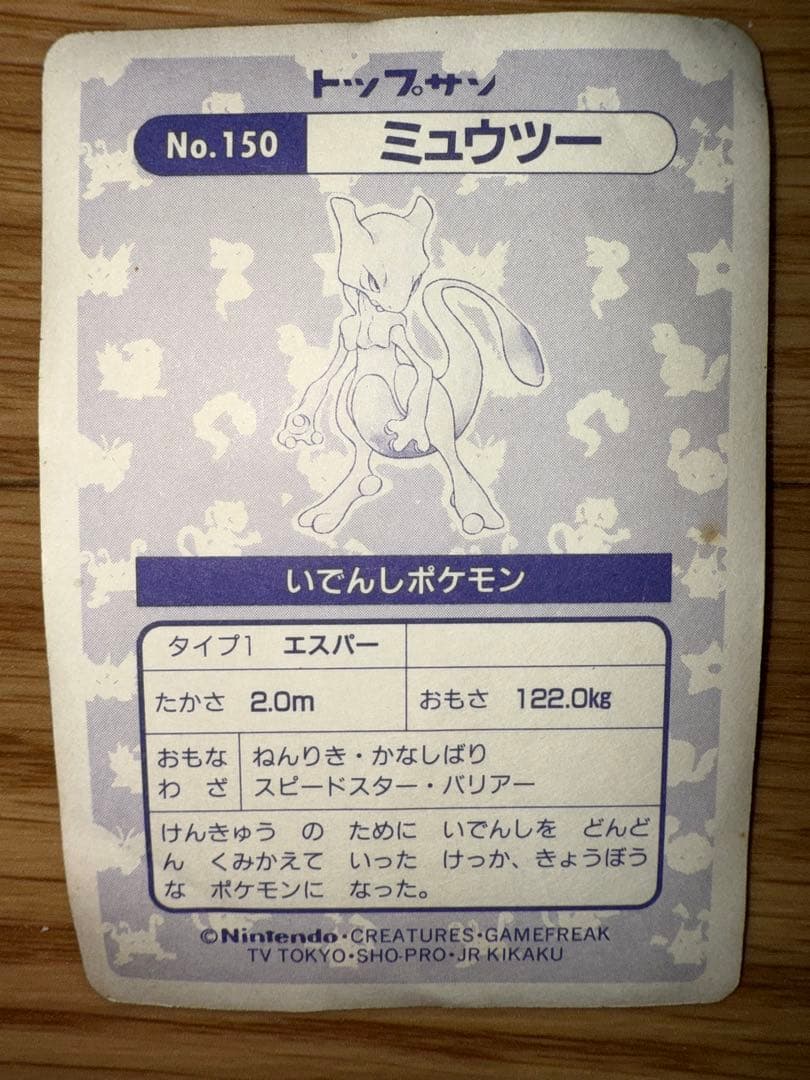 トップサン
No.150 ミュウツー
いでんしポケモン
タイプ1 エスパー
たかさ 2.0m おもさ 122.0kg
おもな ねんりき・かなしばり
わ ざ スピードスター・バリアー
けんきゅう の ために いでんしを どんど
ん くみかえて いった けっか、きょうぼう
な ポケモンに なった。
©Nintendo・CREATURES・GAMEFREAK
TV TOKYO・SHO-PRO・JR KIKAKU